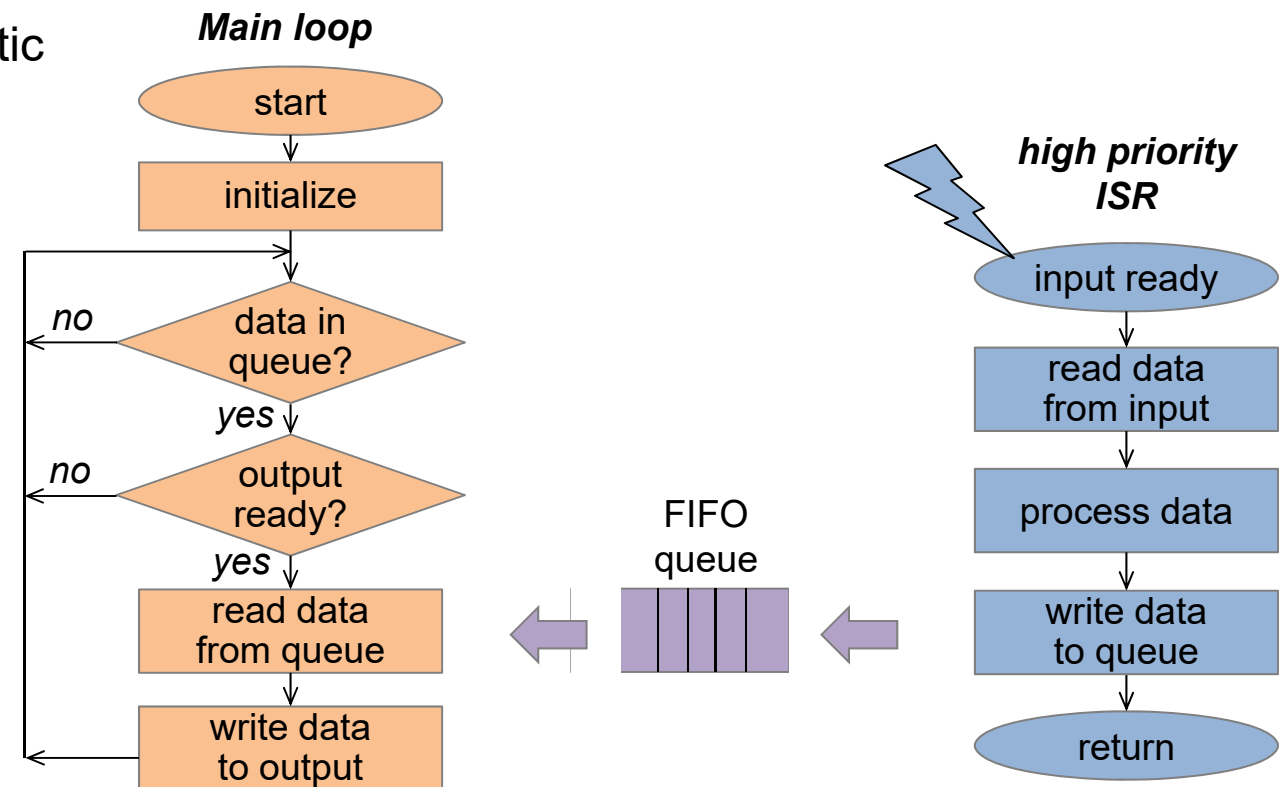 tic
Main loop
start
initialize
no
data in
queue?
yes
no
output
ready?
yes
read data
from queue
write data
to output
FIFO
queue
high priority
ISR
input ready
read data
from input
process data
write data
to queue
return